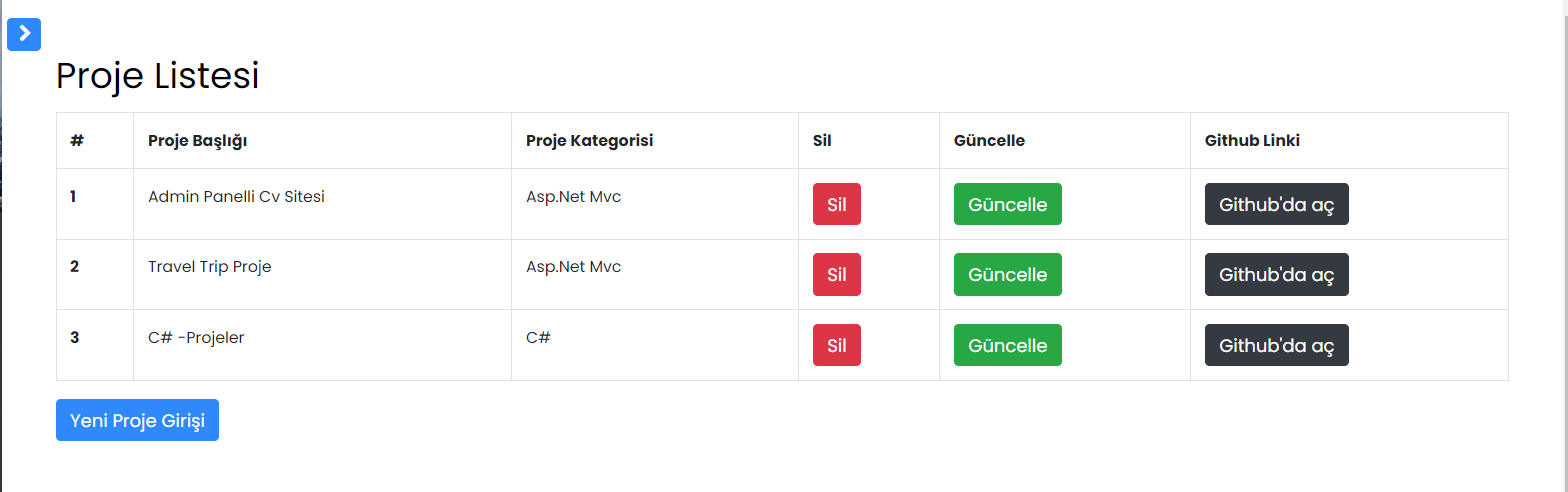 Proje Listesi
# Proje Başlığı Proje Kategorisi Sil Güncelle Github Linki
1 Admin Panelli Cv Sitesi Asp.Net Mvc Sil Güncelle Github'da aç
2 Travel Trip Proje Asp.Net Mvc Sil Güncelle Github'da aç
3 C# -Projeler C# Sil Güncelle Github'da aç
Yeni Proje Girişi